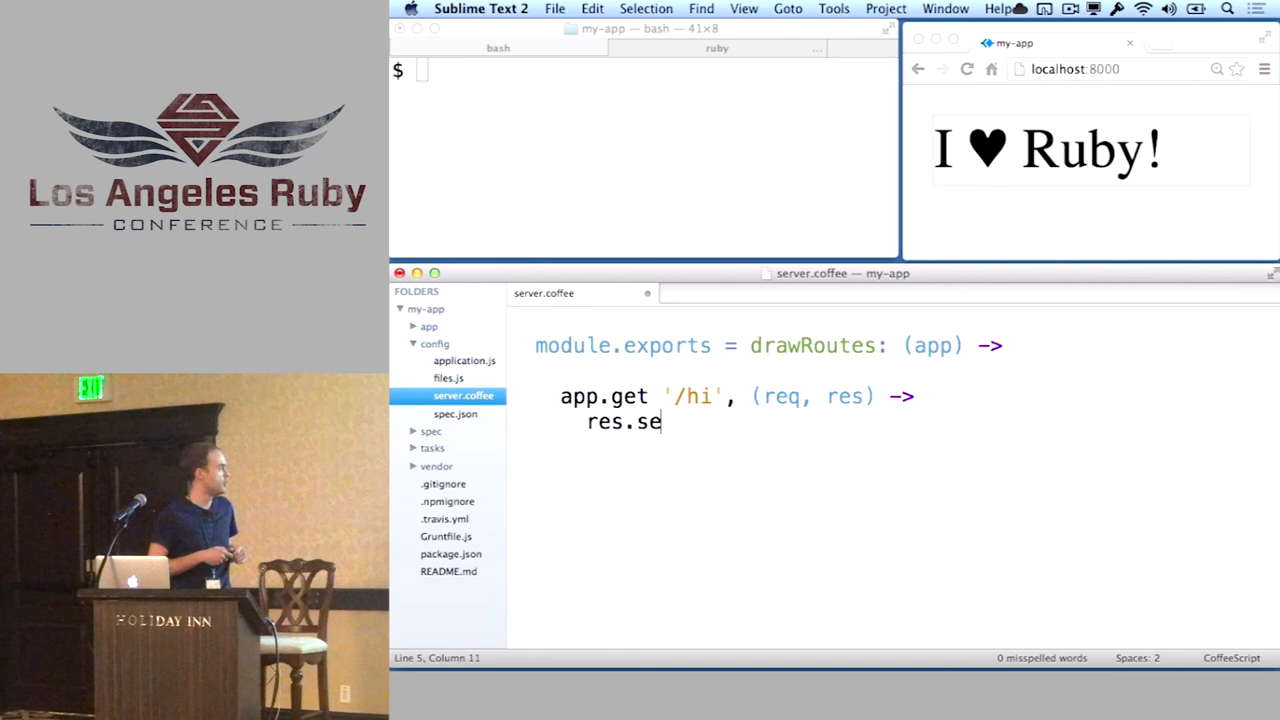 Sublime Text 2 File Edit Selection Find View Goto Tools Project Window Help
my-app — bash — 41×8
bash
ruby
...
$
my-app
localhost:8000
I ♥ Ruby!
Los Angeles Ruby
CONFERENCE
server.coffee — my-app
FOLDERS
my-app
app
config
application.js
files.js
server.coffee
spec.json
spec
tasks
vendor
.gitignore
.npmignore
.travis.yml
Gruntfile.js
package.json
README.md
server.coffee
module.exports = drawRoutes: (app) ->
app.get '/hi', (req, res) ->
res.se
Line 5, Column 11
0 misspelled words
Spaces: 2
CoffeeScript
EXIT
HOLIDAY INN